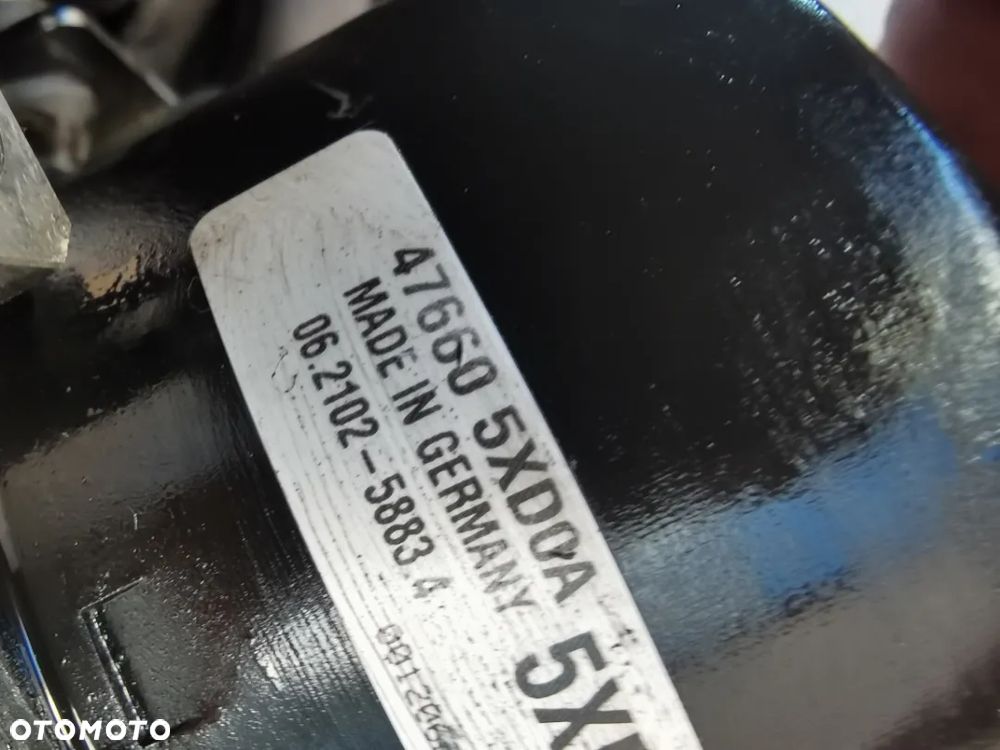 47660 5XD0A
5X
MADE IN GERMANY
06.2102-5883.4
OTOMOTO